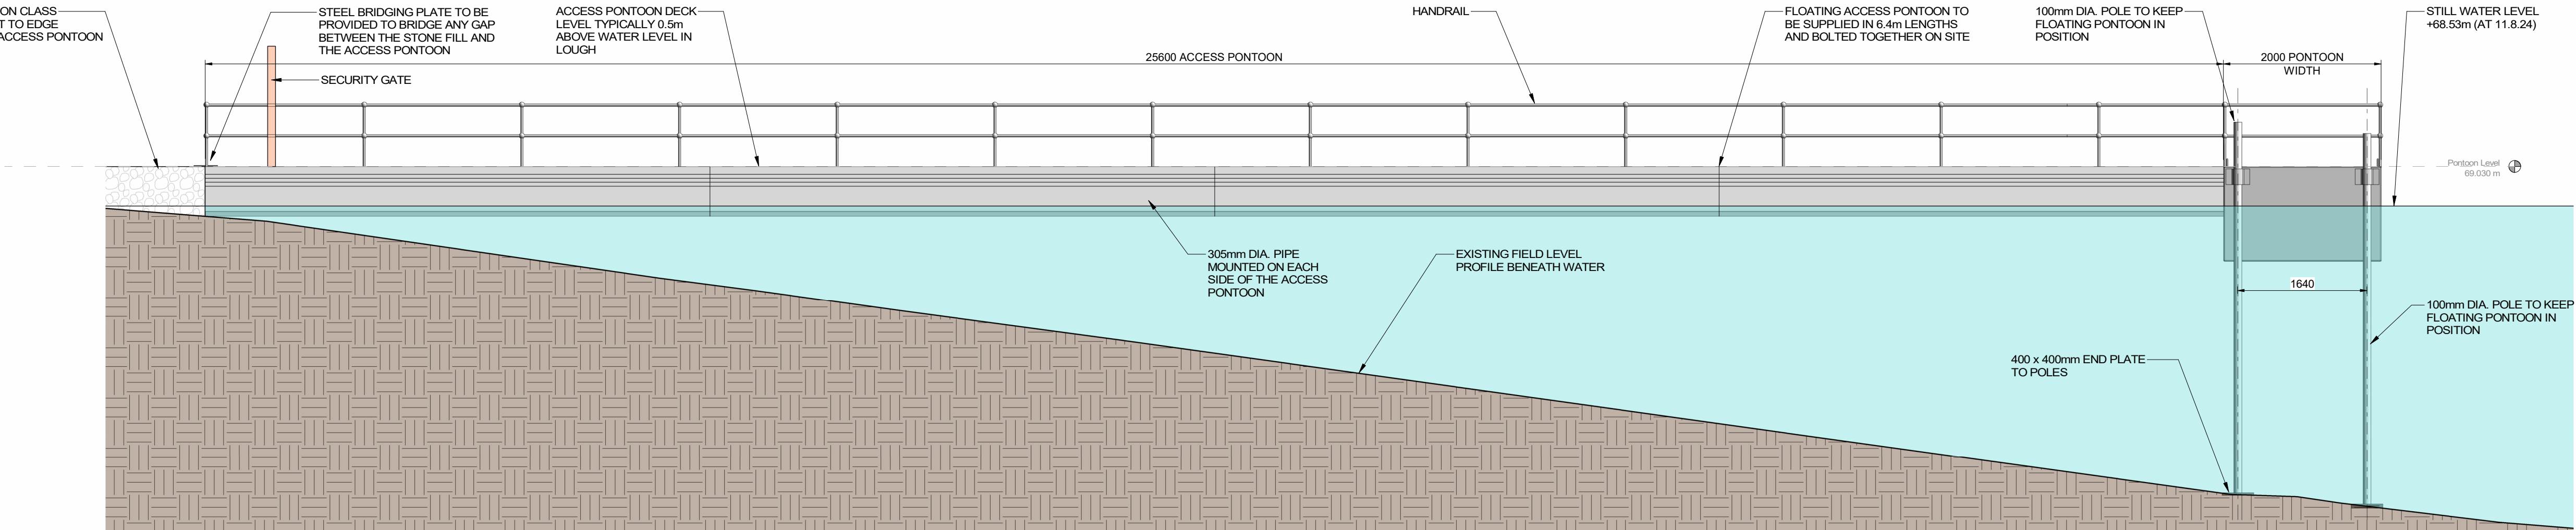 ON CLASS
T TO EDGE
ACCESS PONTOON
STEEL BRIDGING PLATE TO BE
PROVIDED TO BRIDGE ANY GAP
BETWEEN THE STONE FILL AND
THE ACCESS PONTOON
SECURITY GATE
ACCESS PONTOON DECK
LEVEL TYPICALLY 0.5m
ABOVE WATER LEVEL IN
LOUGH
25600 ACCESS PONTOON
HANDRAIL
FLOATING ACCESS PONTOON TO
BE SUPPLIED IN 6.4m LENGTHS
AND BOLTED TOGETHER ON SITE
100mm DIA. POLE TO KEEP
FLOATING PONTOON IN
POSITION
2000 PONTOON
WIDTH
STILL WATER LEVEL
+68.53m (AT 11.8.24)
Pontoon Level
69.030 m
305mm DIA. PIPE
MOUNTED ON EACH
SIDE OF THE ACCESS
PONTOON
EXISTING FIELD LEVEL
PROFILE BENEATH WATER
1640
100mm DIA. POLE TO KEEP
FLOATING PONTOON IN
POSITION
400 x 400mm END PLATE
TO POLES